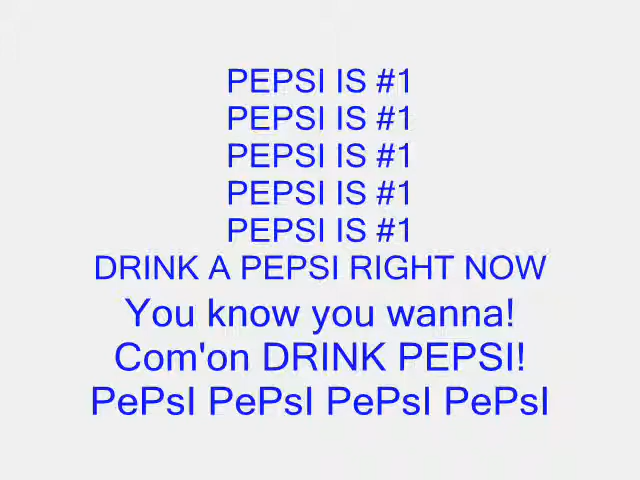 PEPSI IS #1
PEPSI IS #1
PEPSI IS #1
PEPSI IS #1
PEPSI IS #1
DRINK A PEPSI RIGHT NOW
You know you wanna!
Com'on DRINK PEPSI!
PePsI PePsI PePsI PePsI